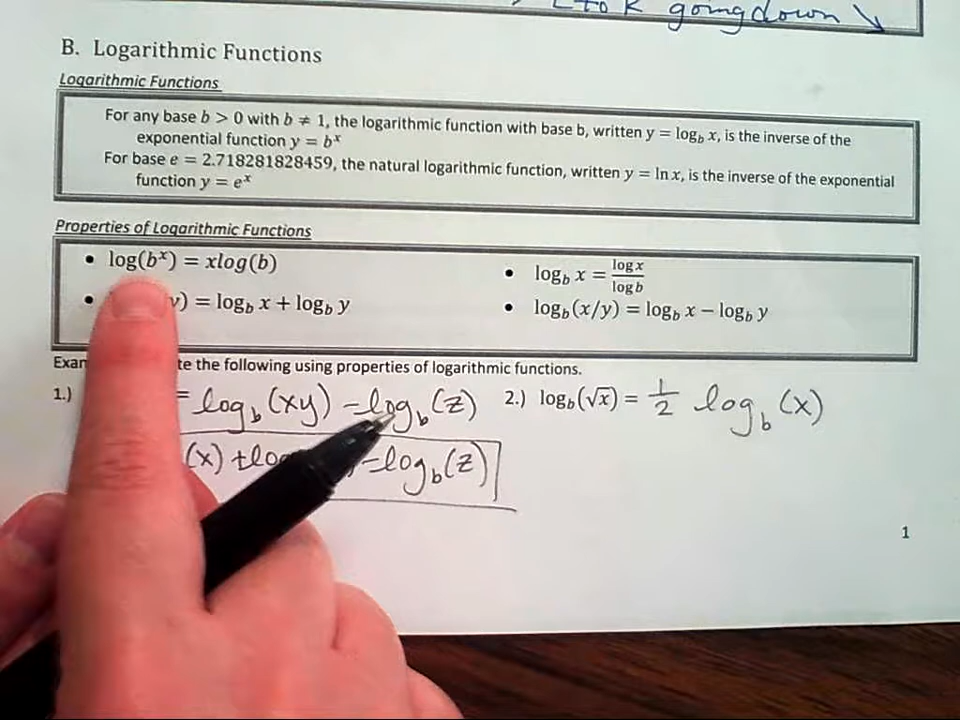 L to K going down ↘
B. Logarithmic Functions
Logarithmic Functions
For any base b > 0 with b ≠ 1, the logarithmic function with base b, written y = log_b x, is the inverse of the
exponential function y = b^x
For base e = 2.718281828459, the natural logarithmic function, written y = ln x, is the inverse of the exponential
function y = e^x
Properties of Logarithmic Functions
• log(b^x) = xlog(b)
• log_b x = log x / log b
• y) = log_b x + log_b y
• log_b(x/y) = log_b x − log_b y
te the following using properties of logarithmic functions.
1.) = log_b(xy) − log_b(z)
2.) log_b(√x) = 1/2 log_b(x)
(x) + − log_b(z)
1